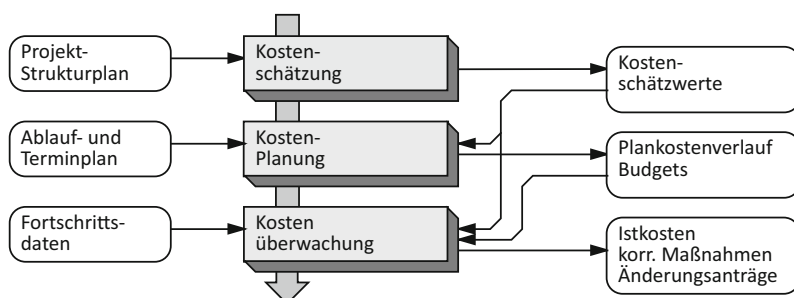 Projekt-
Strukturplan
Kosten-
schätzung
Kosten-
schätzwerte
Ablauf- und
Terminplan
Kosten-
Planung
Plankostenverlauf
Budgets
Fortschritts-
daten
Kosten
überwachung
Istkosten
korr. Maßnahmen
Änderungsanträge